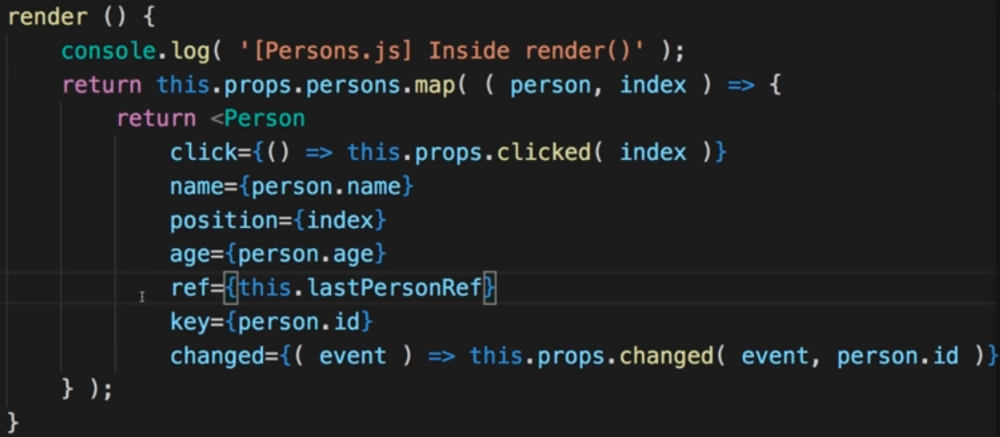 render () {
console.log( '[Persons.js] Inside render()' );
return this.props.persons.map( ( person, index ) => {
return <Person
click={() => this.props.clicked( index )}
name={person.name}
position={index}
age={person.age}
ref={this.lastPersonRef}
key={person.id}
changed={( event ) => this.props.changed( event, person.id )}
} );
}